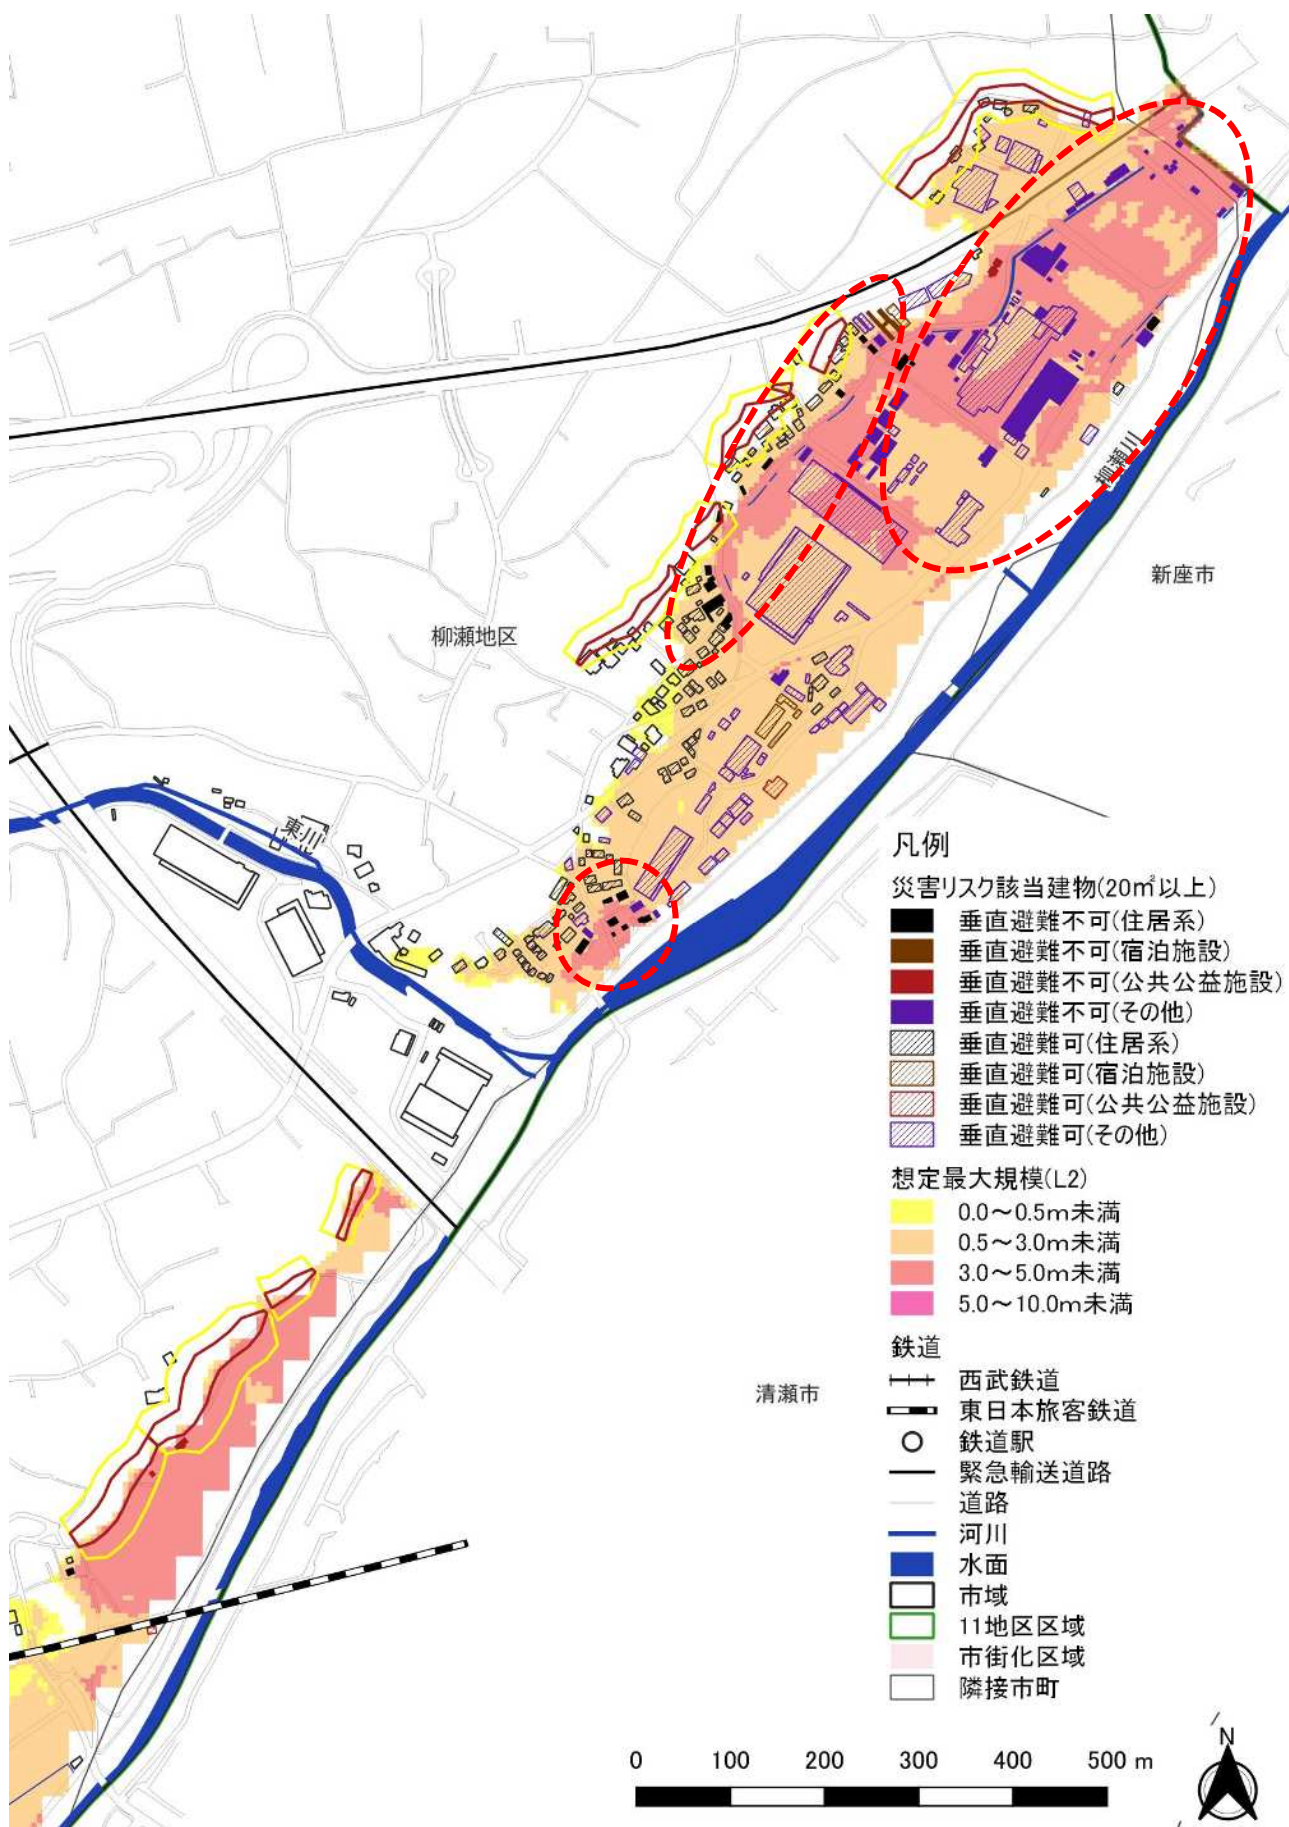 柳瀬川
新座市
柳瀬地区
東川
清瀬市
凡例
災害リスク該当建物(20㎡以上)
垂直避難不可(住居系)
垂直避難不可(宿泊施設)
垂直避難不可(公共公益施設)
垂直避難不可(その他)
垂直避難可(住居系)
垂直避難可(宿泊施設)
垂直避難可(公共公益施設)
垂直避難可(その他)
想定最大規模(L2)
0.0～0.5m未満
0.5～3.0m未満
3.0～5.0m未満
5.0～10.0m未満
鉄道
西武鉄道
東日本旅客鉄道
鉄道駅
緊急輸送道路
道路
河川
水面
市域
11地区区域
市街化区域
隣接市町
0 100 200 300 400 500 m
N